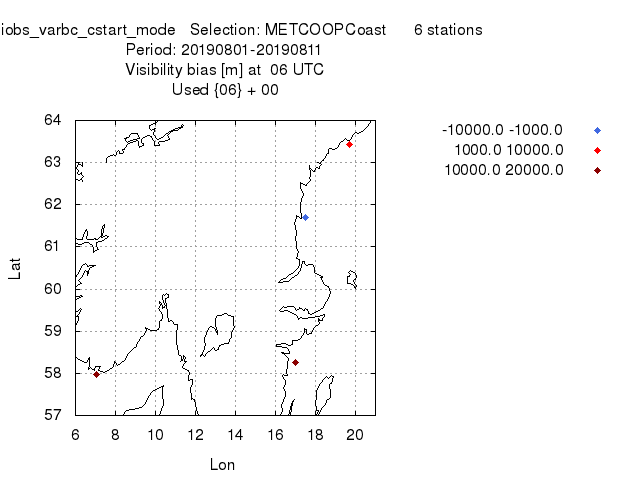 iobs_varbc_cstart_mode Selection: METCOOPCoast 6 stations
Period: 20190801-20190811
Visibility bias [m] at 06 UTC
Used {06} + 00
-10000.0 -1000.0
1000.0 10000.0
10000.0 20000.0
64
63
62
61
60
59
58
57
Lat
6 8 10 12 14 16 18 20
Lon